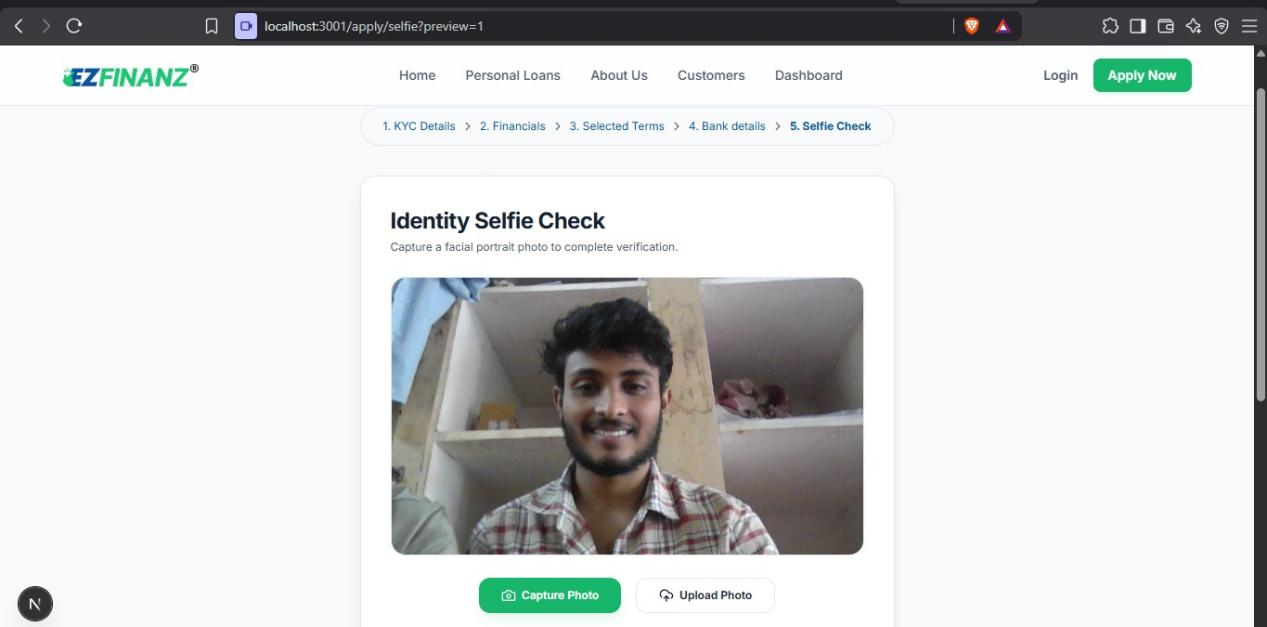 localhost:3001/apply/selfie?preview=1
EZFINANZ®
Home
Personal Loans
About Us
Customers
Dashboard
Login
Apply Now
1. KYC Details > 2. Financials > 3. Selected Terms > 4. Bank details > 5. Selfie Check
Identity Selfie Check
Capture a facial portrait photo to complete verification.
Capture Photo
Upload Photo
N